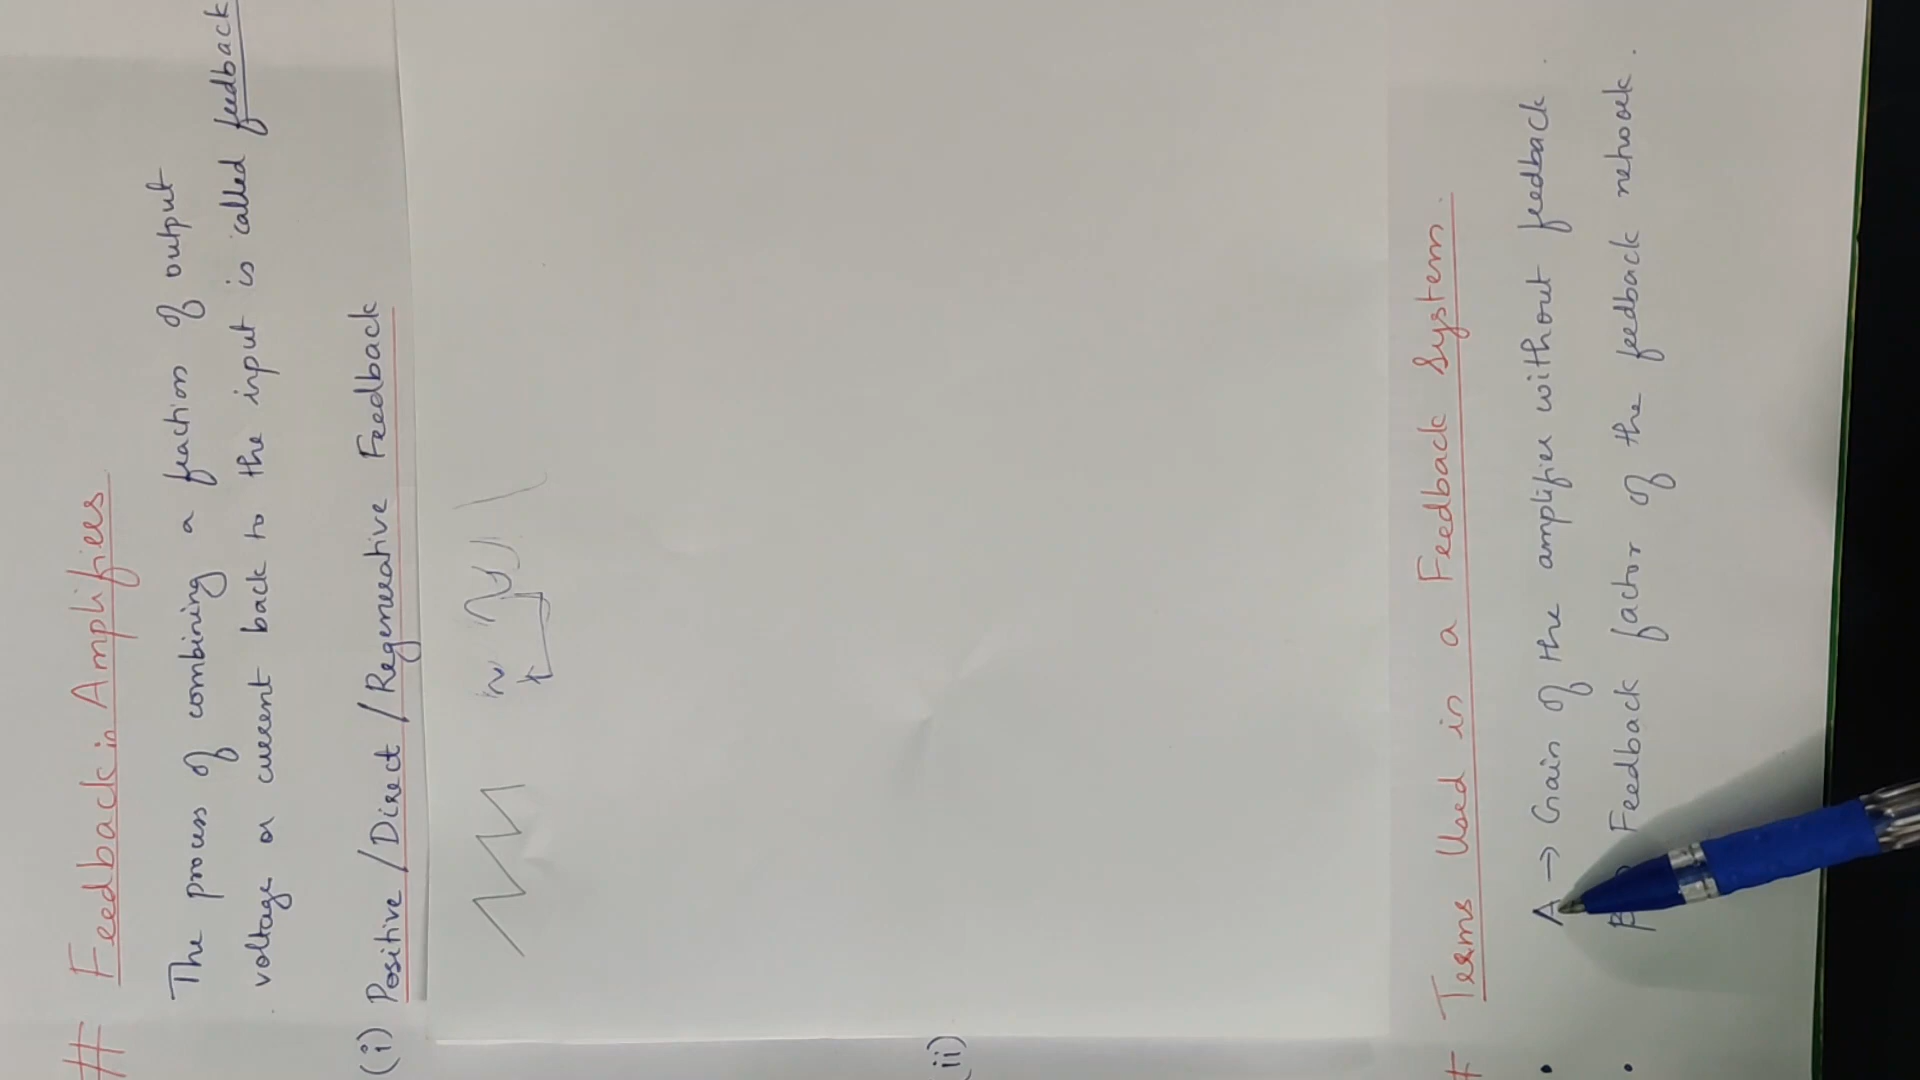 # Feedback in Amplifiers
The process of combining a fraction of output
voltage or current back to the input is called feedback
(i) Positive/Direct/Regenerative Feedback
(ii)
# Terms Used in a Feedback System.
• A → Gain of the amplifier without feedback.
• Feedback factor of the feedback network.